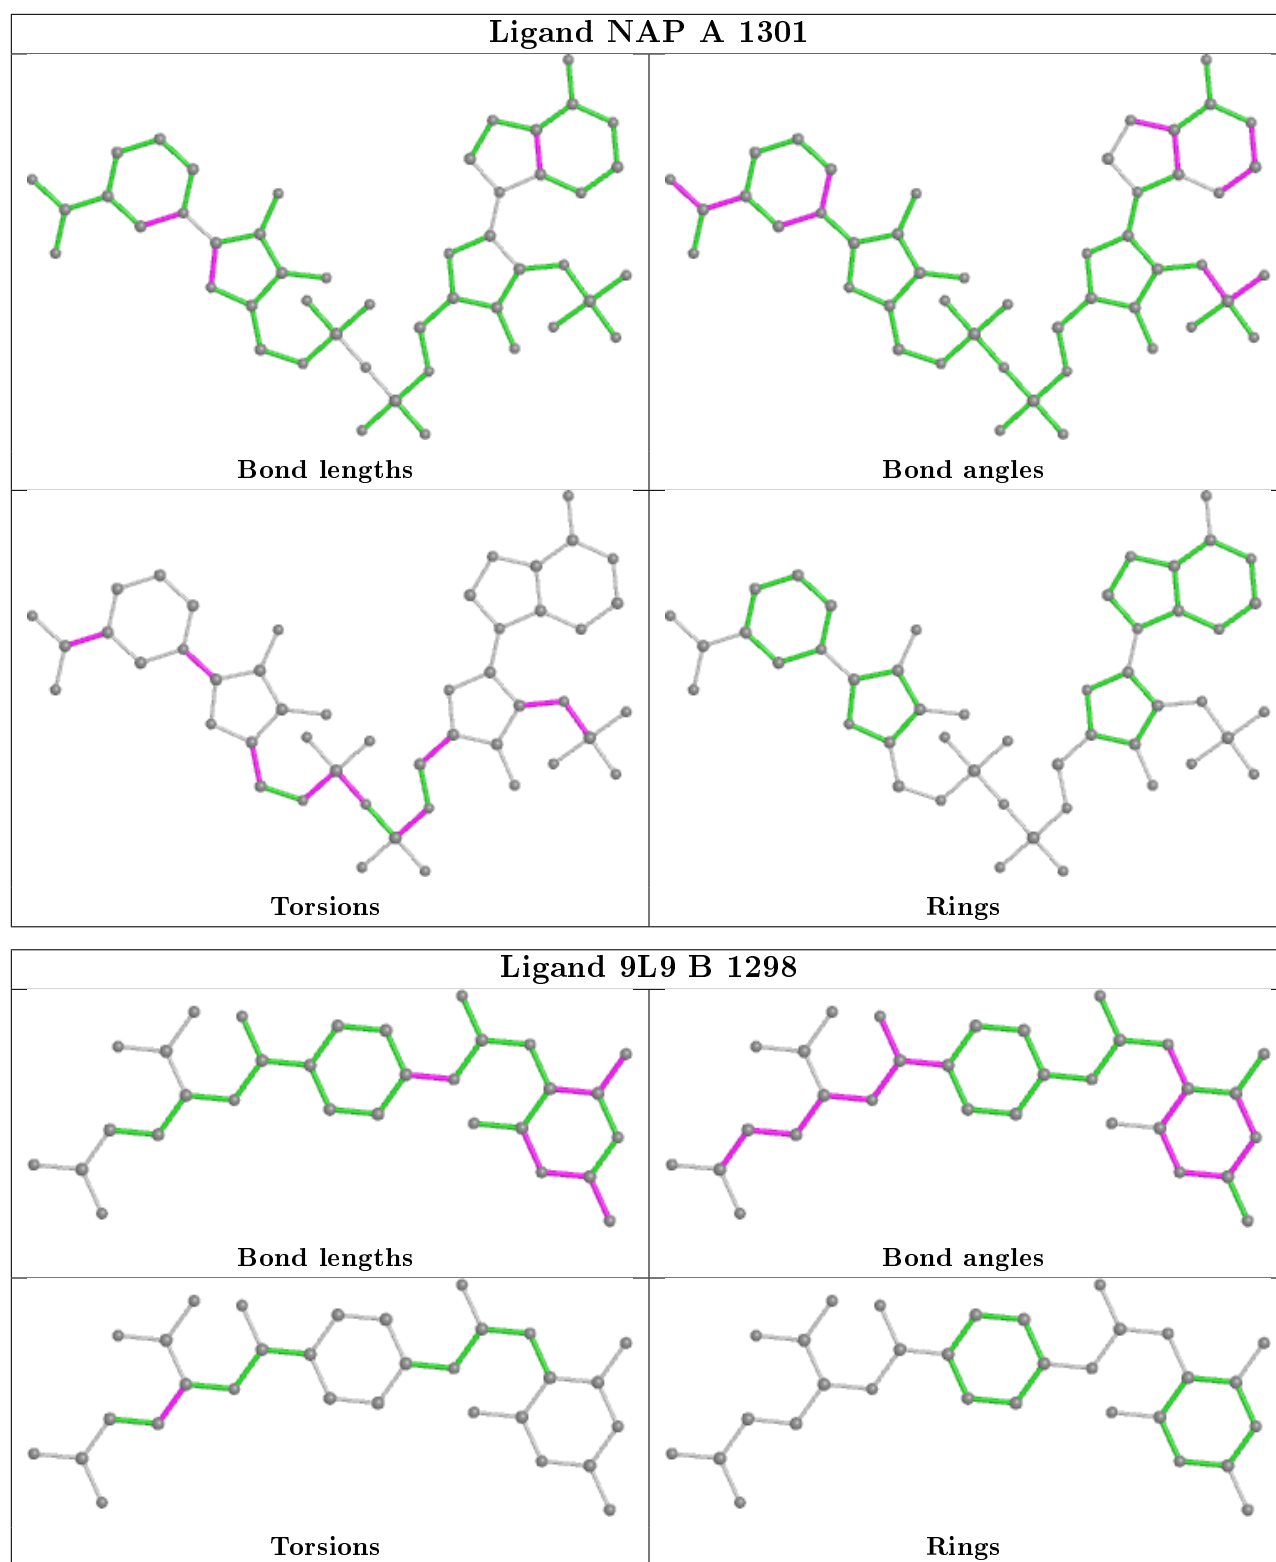 Ligand NAP A 1301
Bond lengths
Bond angles
Torsions
Rings
Ligand 9L9 B 1298
Bond lengths
Bond angles
Torsions
Rings